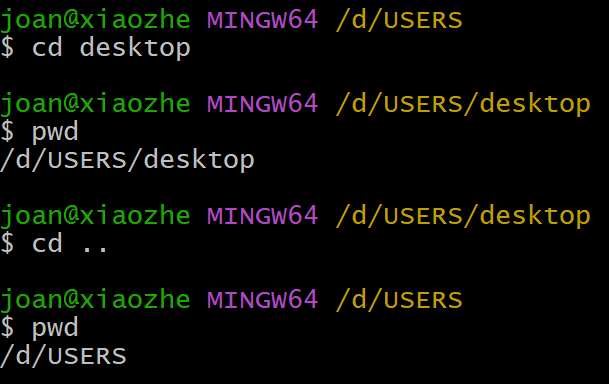 joan@xiaozhe MINGW64 /d/USERS
$ cd desktop
joan@xiaozhe MINGW64 /d/USERS/desktop
$ pwd
/d/USERS/desktop
joan@xiaozhe MINGW64 /d/USERS/desktop
$ cd ..
joan@xiaozhe MINGW64 /d/USERS
$ pwd
/d/USERS